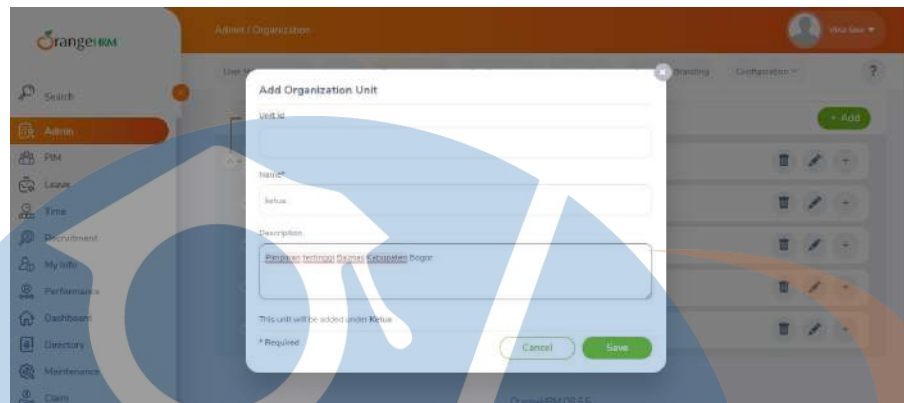 OrangeHRM
Admin / Organization
Search
Branding
Configuration
?
Add Organization Unit
Unit Id
+ Add
Admin
PIM
Leave
Time
Recruitment
My Info
Performance
Dashboard
Directory
Maintenance
Claim
Name*
ketua
Description
Pimpinan tertinggi Baznas Kabupaten Bogor
This unit will be added under Ketua
* Required
Cancel
Save